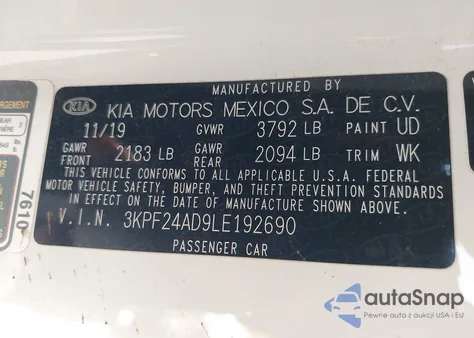 MANUFACTURED BY
KIA KIA MOTORS MEXICO S.A. DE C.V.
11/19 GVWR 3792 LB PAINT UD
GAWR FRONT 2183 LB GAWR REAR 2094 LB TRIM WK
THIS VEHICLE CONFORMS TO ALL APPLICABLE U.S.A. FEDERAL
MOTOR VEHICLE SAFETY, BUMPER, AND THEFT PREVENTION STANDARDS
IN EFFECT ON THE DATE OF MANUFACTURE SHOWN ABOVE.
V.I.N. 3KPF24AD9LE192690
PASSENGER CAR
7610
autoSnap
Pewne auta z aukcji USA i EU